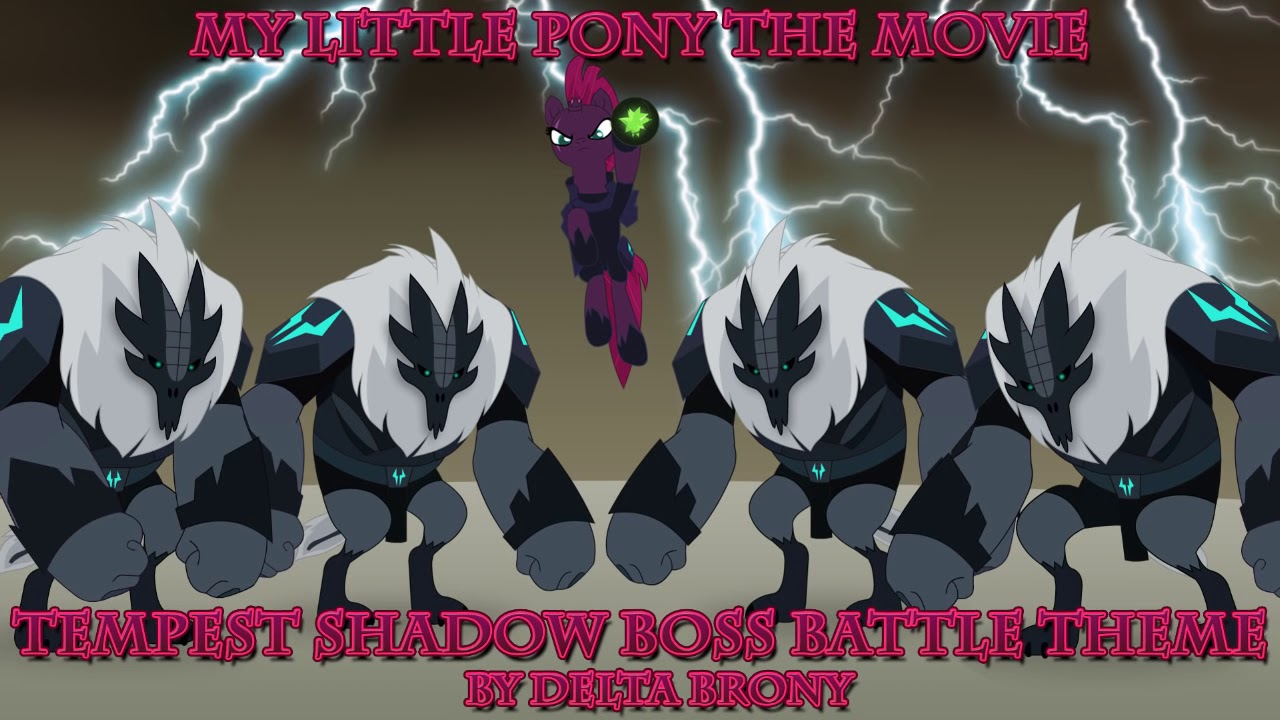 MY LITTLE PONY THE MOVIE
TEMPEST SHADOW BOSS BATTLE THEME
BY DELTA BRONY